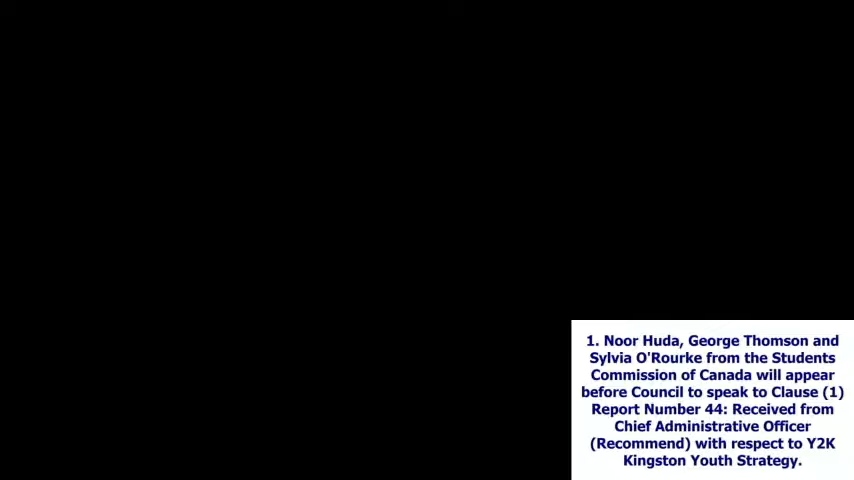 1. Noor Huda, George Thomson and
Sylvia O'Rourke from the Students
Commission of Canada will appear
before Council to speak to Clause (1)
Report Number 44: Received from
Chief Administrative Officer
(Recommend) with respect to Y2K
Kingston Youth Strategy.